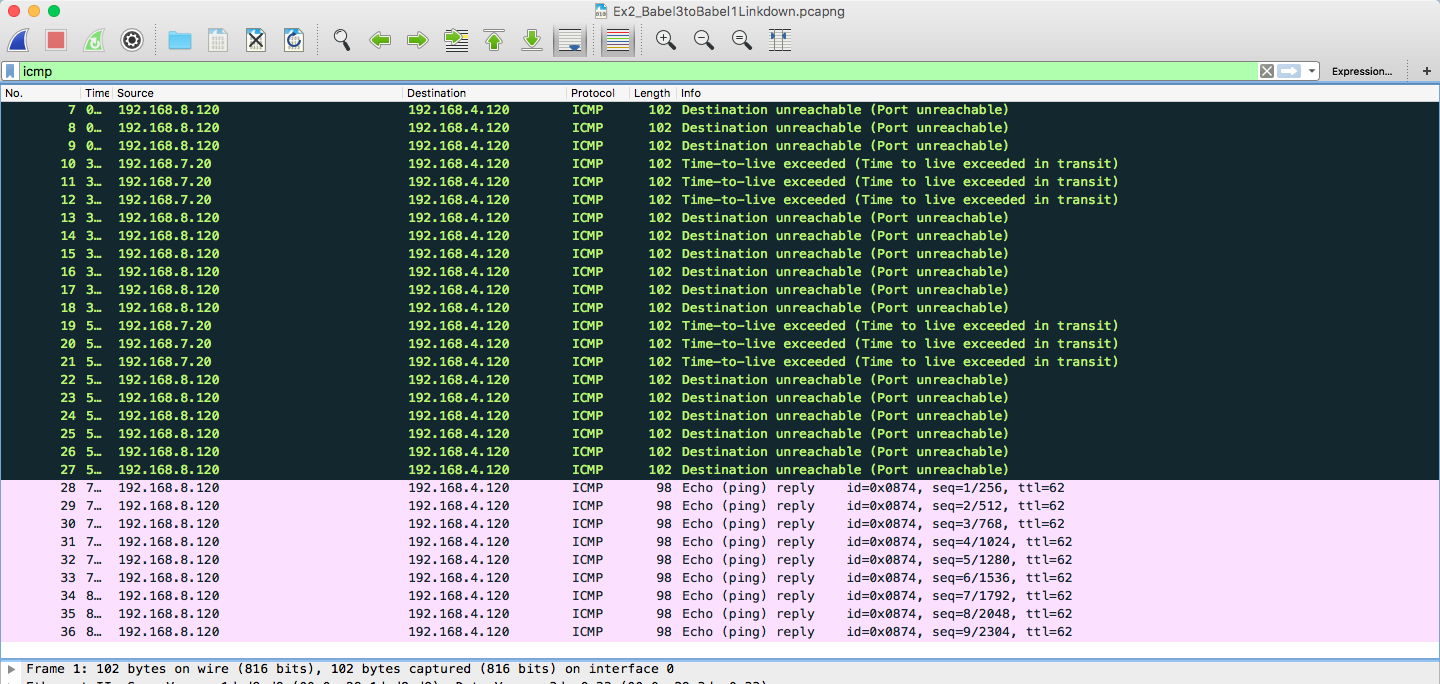 Ex2_Babel3toBabel1Linkdown.pcapng
icmp Expression... +
No. Time Source Destination Protocol Length Info
7 0... 192.168.8.120 192.168.4.120 ICMP 102 Destination unreachable (Port unreachable)
8 0... 192.168.8.120 192.168.4.120 ICMP 102 Destination unreachable (Port unreachable)
9 0... 192.168.8.120 192.168.4.120 ICMP 102 Destination unreachable (Port unreachable)
10 3... 192.168.7.20 192.168.4.120 ICMP 102 Time-to-live exceeded (Time to live exceeded in transit)
11 3... 192.168.7.20 192.168.4.120 ICMP 102 Time-to-live exceeded (Time to live exceeded in transit)
12 3... 192.168.7.20 192.168.4.120 ICMP 102 Time-to-live exceeded (Time to live exceeded in transit)
13 3... 192.168.8.120 192.168.4.120 ICMP 102 Destination unreachable (Port unreachable)
14 3... 192.168.8.120 192.168.4.120 ICMP 102 Destination unreachable (Port unreachable)
15 3... 192.168.8.120 192.168.4.120 ICMP 102 Destination unreachable (Port unreachable)
16 3... 192.168.8.120 192.168.4.120 ICMP 102 Destination unreachable (Port unreachable)
17 3... 192.168.8.120 192.168.4.120 ICMP 102 Destination unreachable (Port unreachable)
18 3... 192.168.8.120 192.168.4.120 ICMP 102 Destination unreachable (Port unreachable)
19 5... 192.168.7.20 192.168.4.120 ICMP 102 Time-to-live exceeded (Time to live exceeded in transit)
20 5... 192.168.7.20 192.168.4.120 ICMP 102 Time-to-live exceeded (Time to live exceeded in transit)
21 5... 192.168.7.20 192.168.4.120 ICMP 102 Time-to-live exceeded (Time to live exceeded in transit)
22 5... 192.168.8.120 192.168.4.120 ICMP 102 Destination unreachable (Port unreachable)
23 5... 192.168.8.120 192.168.4.120 ICMP 102 Destination unreachable (Port unreachable)
24 5... 192.168.8.120 192.168.4.120 ICMP 102 Destination unreachable (Port unreachable)
25 5... 192.168.8.120 192.168.4.120 ICMP 102 Destination unreachable (Port unreachable)
26 5... 192.168.8.120 192.168.4.120 ICMP 102 Destination unreachable (Port unreachable)
27 5... 192.168.8.120 192.168.4.120 ICMP 102 Destination unreachable (Port unreachable)
28 7... 192.168.8.120 192.168.4.120 ICMP 98 Echo (ping) reply id=0x0874, seq=1/256, ttl=62
29 7... 192.168.8.120 192.168.4.120 ICMP 98 Echo (ping) reply id=0x0874, seq=2/512, ttl=62
30 7... 192.168.8.120 192.168.4.120 ICMP 98 Echo (ping) reply id=0x0874, seq=3/768, ttl=62
31 7... 192.168.8.120 192.168.4.120 ICMP 98 Echo (ping) reply id=0x0874, seq=4/1024, ttl=62
32 7... 192.168.8.120 192.168.4.120 ICMP 98 Echo (ping) reply id=0x0874, seq=5/1280, ttl=62
33 7... 192.168.8.120 192.168.4.120 ICMP 98 Echo (ping) reply id=0x0874, seq=6/1536, ttl=62
34 8... 192.168.8.120 192.168.4.120 ICMP 98 Echo (ping) reply id=0x0874, seq=7/1792, ttl=62
35 8... 192.168.8.120 192.168.4.120 ICMP 98 Echo (ping) reply id=0x0874, seq=8/2048, ttl=62
36 8... 192.168.8.120 192.168.4.120 ICMP 98 Echo (ping) reply id=0x0874, seq=9/2304, ttl=62
Frame 1: 102 bytes on wire (816 bits), 102 bytes captured (816 bits) on interface 0